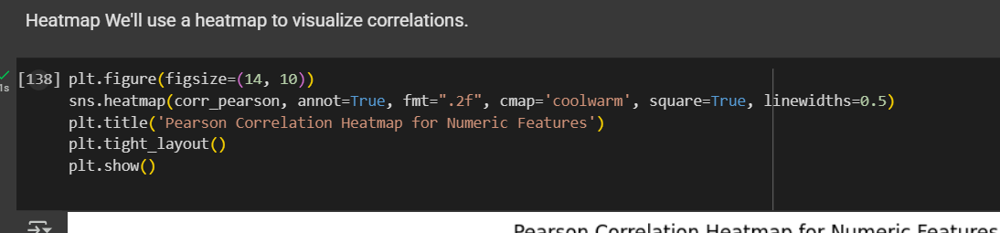 Heatmap We'll use a heatmap to visualize correlations.
1s
[138] plt.figure(figsize=(14, 10))
sns.heatmap(corr_pearson, annot=True, fmt=".2f", cmap='coolwarm', square=True, linewidths=0.5)
plt.title('Pearson Correlation Heatmap for Numeric Features')
plt.tight_layout()
plt.show()
Pearson Correlation Heatmap for Numeric Features